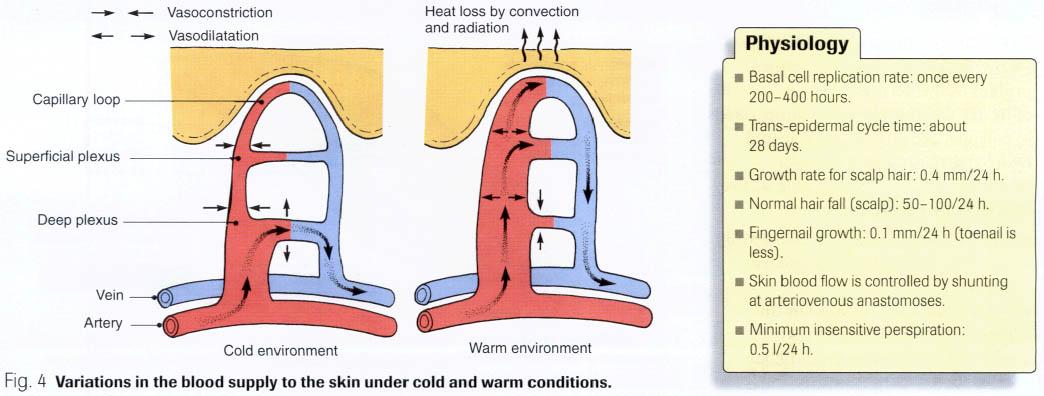 Vasoconstriction
Vasodilatation
Capillary loop
Superficial plexus
Deep plexus
Vein
Artery
Cold environment
Heat loss by convection
and radiation
Warm environment
Fig. 4 Variations in the blood supply to the skin under cold and warm conditions.
Physiology
■ Basal cell replication rate: once every
200–400 hours.
■ Trans-epidermal cycle time: about
28 days.
■ Growth rate for scalp hair: 0.4 mm/24 h.
■ Normal hair fall (scalp): 50–100/24 h.
■ Fingernail growth: 0.1 mm/24 h (toenail is
less).
■ Skin blood flow is controlled by shunting
at arteriovenous anastomoses.
■ Minimum insensitive perspiration:
0.5 l/24 h.